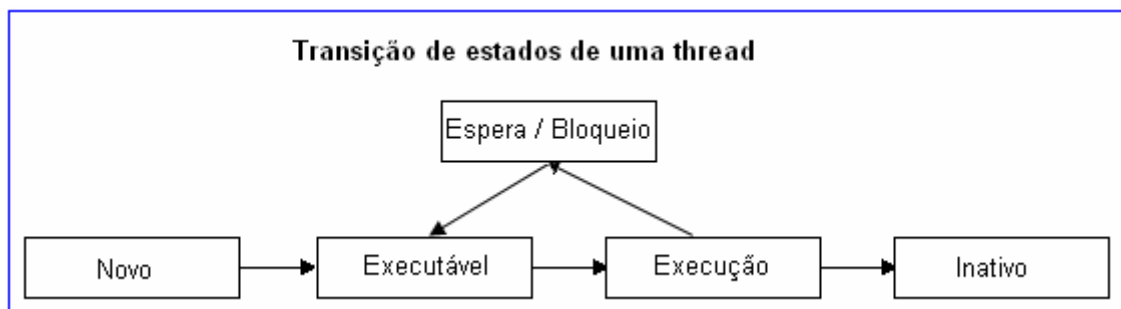 Transição de estados de uma thread
Espera / Bloqueio
Novo
Executável
Execução
Inativo